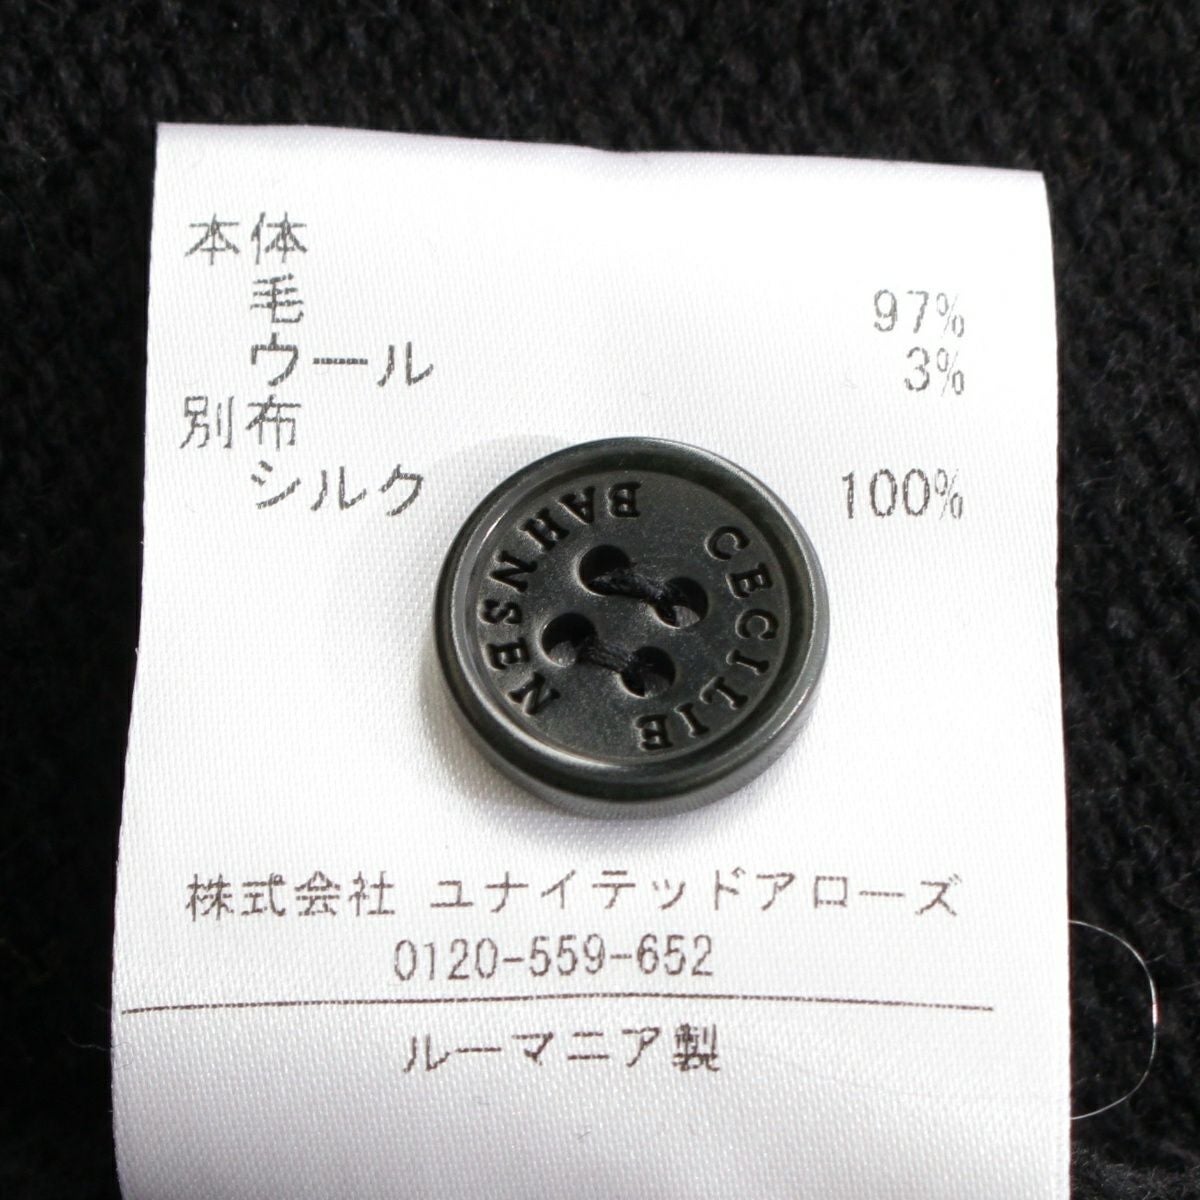 本体
毛 97%
ウール 3%
別布
シルク 100%
CECILIE
BAHNSEN
株式会社 ユナイテッドアローズ
0120-559-652
ルーマニア製